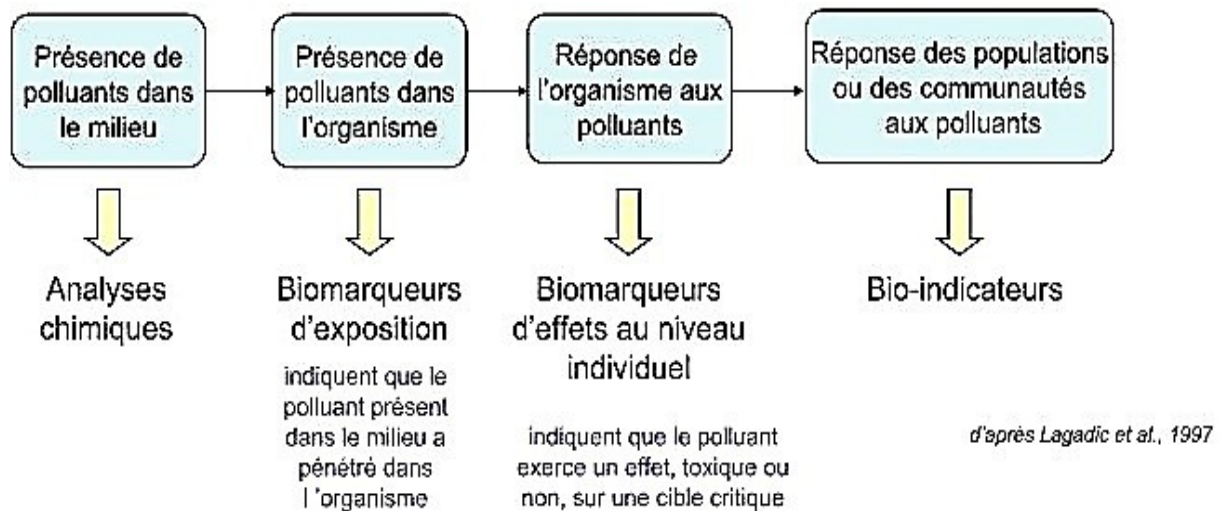 Présence de
polluants dans
le milieu
Présence de
polluants dans
l'organisme
Réponse de
l'organisme aux
polluants
Réponse des populations
ou des communautés
aux polluants
Analyses
chimiques
Biomarqueurs
d'exposition
indiquent que le
polluant présent
dans le milieu a
pénétré dans
l 'organisme
Biomarqueurs
d'effets au niveau
individuel
indiquent que le polluant
exerce un effet, toxique ou
non, sur une cible critique
Bio-indicateurs
d'après Lagadic et al., 1997